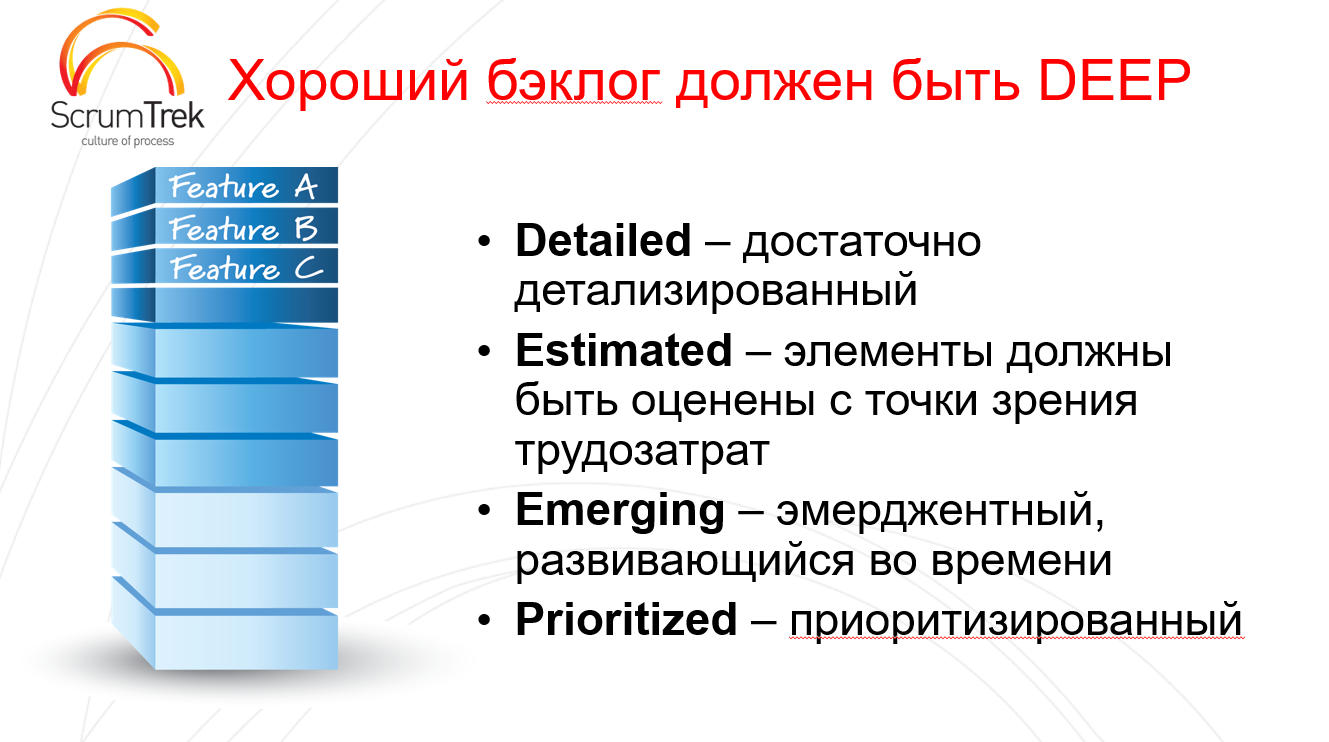 ScrumTrek
culture of process
Хороший бэклог должен быть DEEP
Feature A
Feature B
Feature C
• Detailed – достаточно
детализированный
• Estimated – элементы должны
быть оценены с точки зрения
трудозатрат
• Emerging – эмерджентный,
развивающийся во времени
• Prioritized – приоритизированный